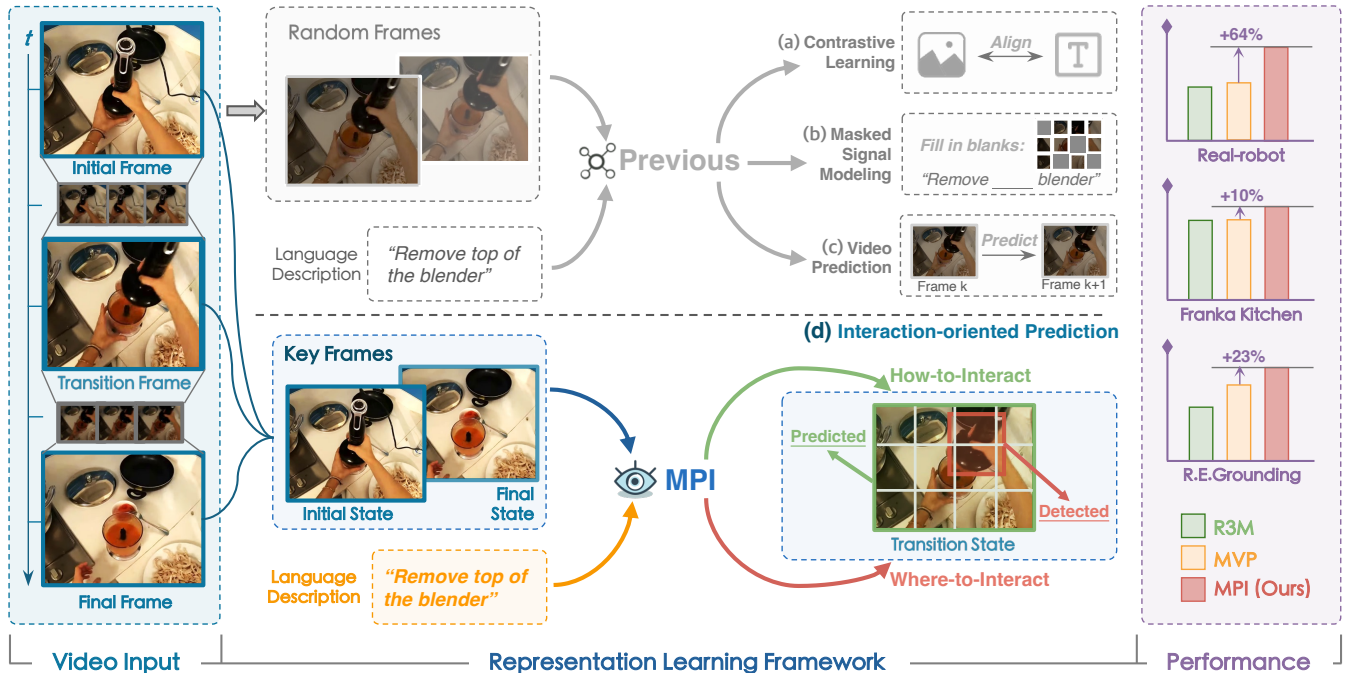 t
Initial Frame
Transition Frame
Final Frame
Video Input
Random Frames
Language
Description
“Remove top of
the blender”
Previous
(a) Contrastive
Learning
Align
T
(b) Masked
Signal
Modeling
Fill in blanks:
“Remove _____ blender”
(c) Video
Prediction
Predict
Frame k
Frame k+1
(d) Interaction-oriented Prediction
Key Frames
Initial State
Final
State
Language
Description
“Remove top of
the blender”
MPI
How-to-Interact
Predicted
Detected
Transition State
Where-to-Interact
Representation Learning Framework
+64%
Real-robot
+10%
Franka Kitchen
+23%
R.E.Grounding
R3M
MVP
MPI (Ours)
Performance